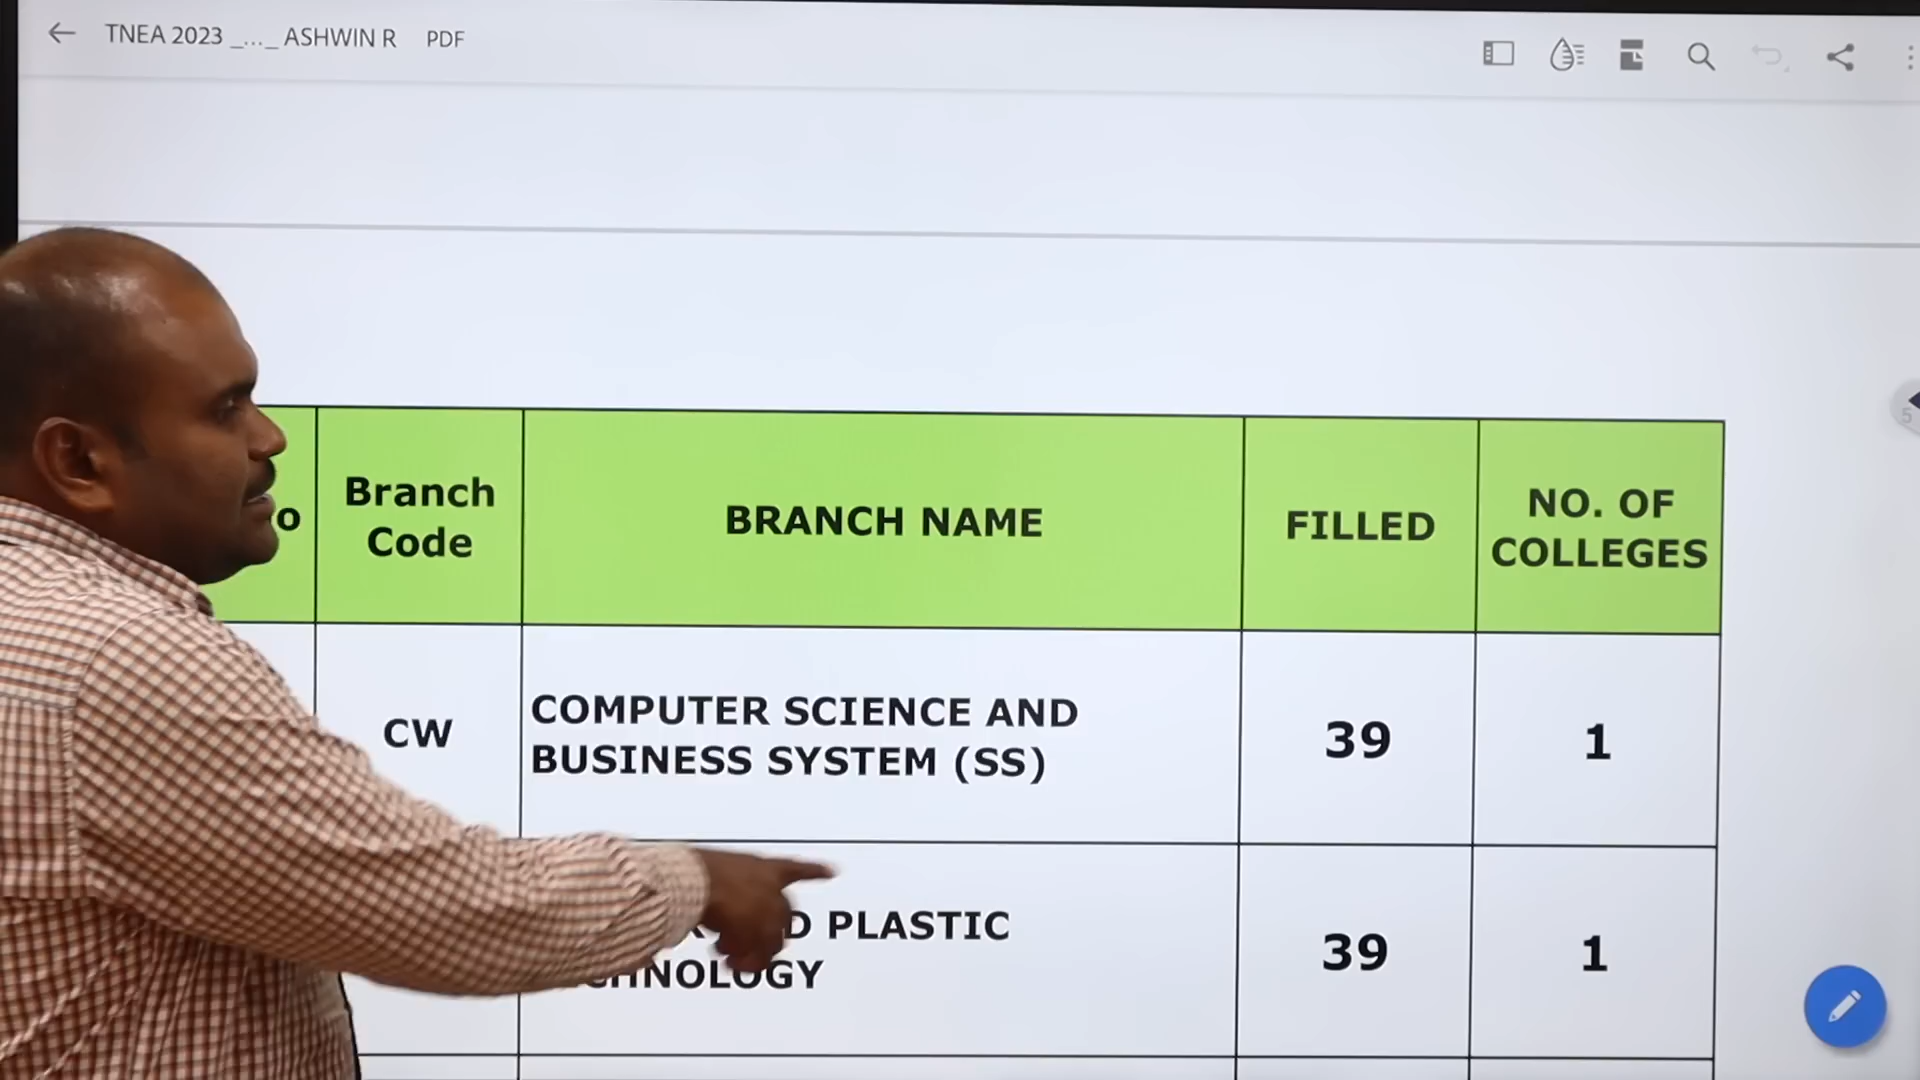 TNEA 2023 _..._ ASHWIN R PDF
5
Branch
Code
BRANCH NAME
FILLED
NO. OF
COLLEGES
CW
COMPUTER SCIENCE AND
BUSINESS SYSTEM (SS)
39
1
PLASTIC
39
1